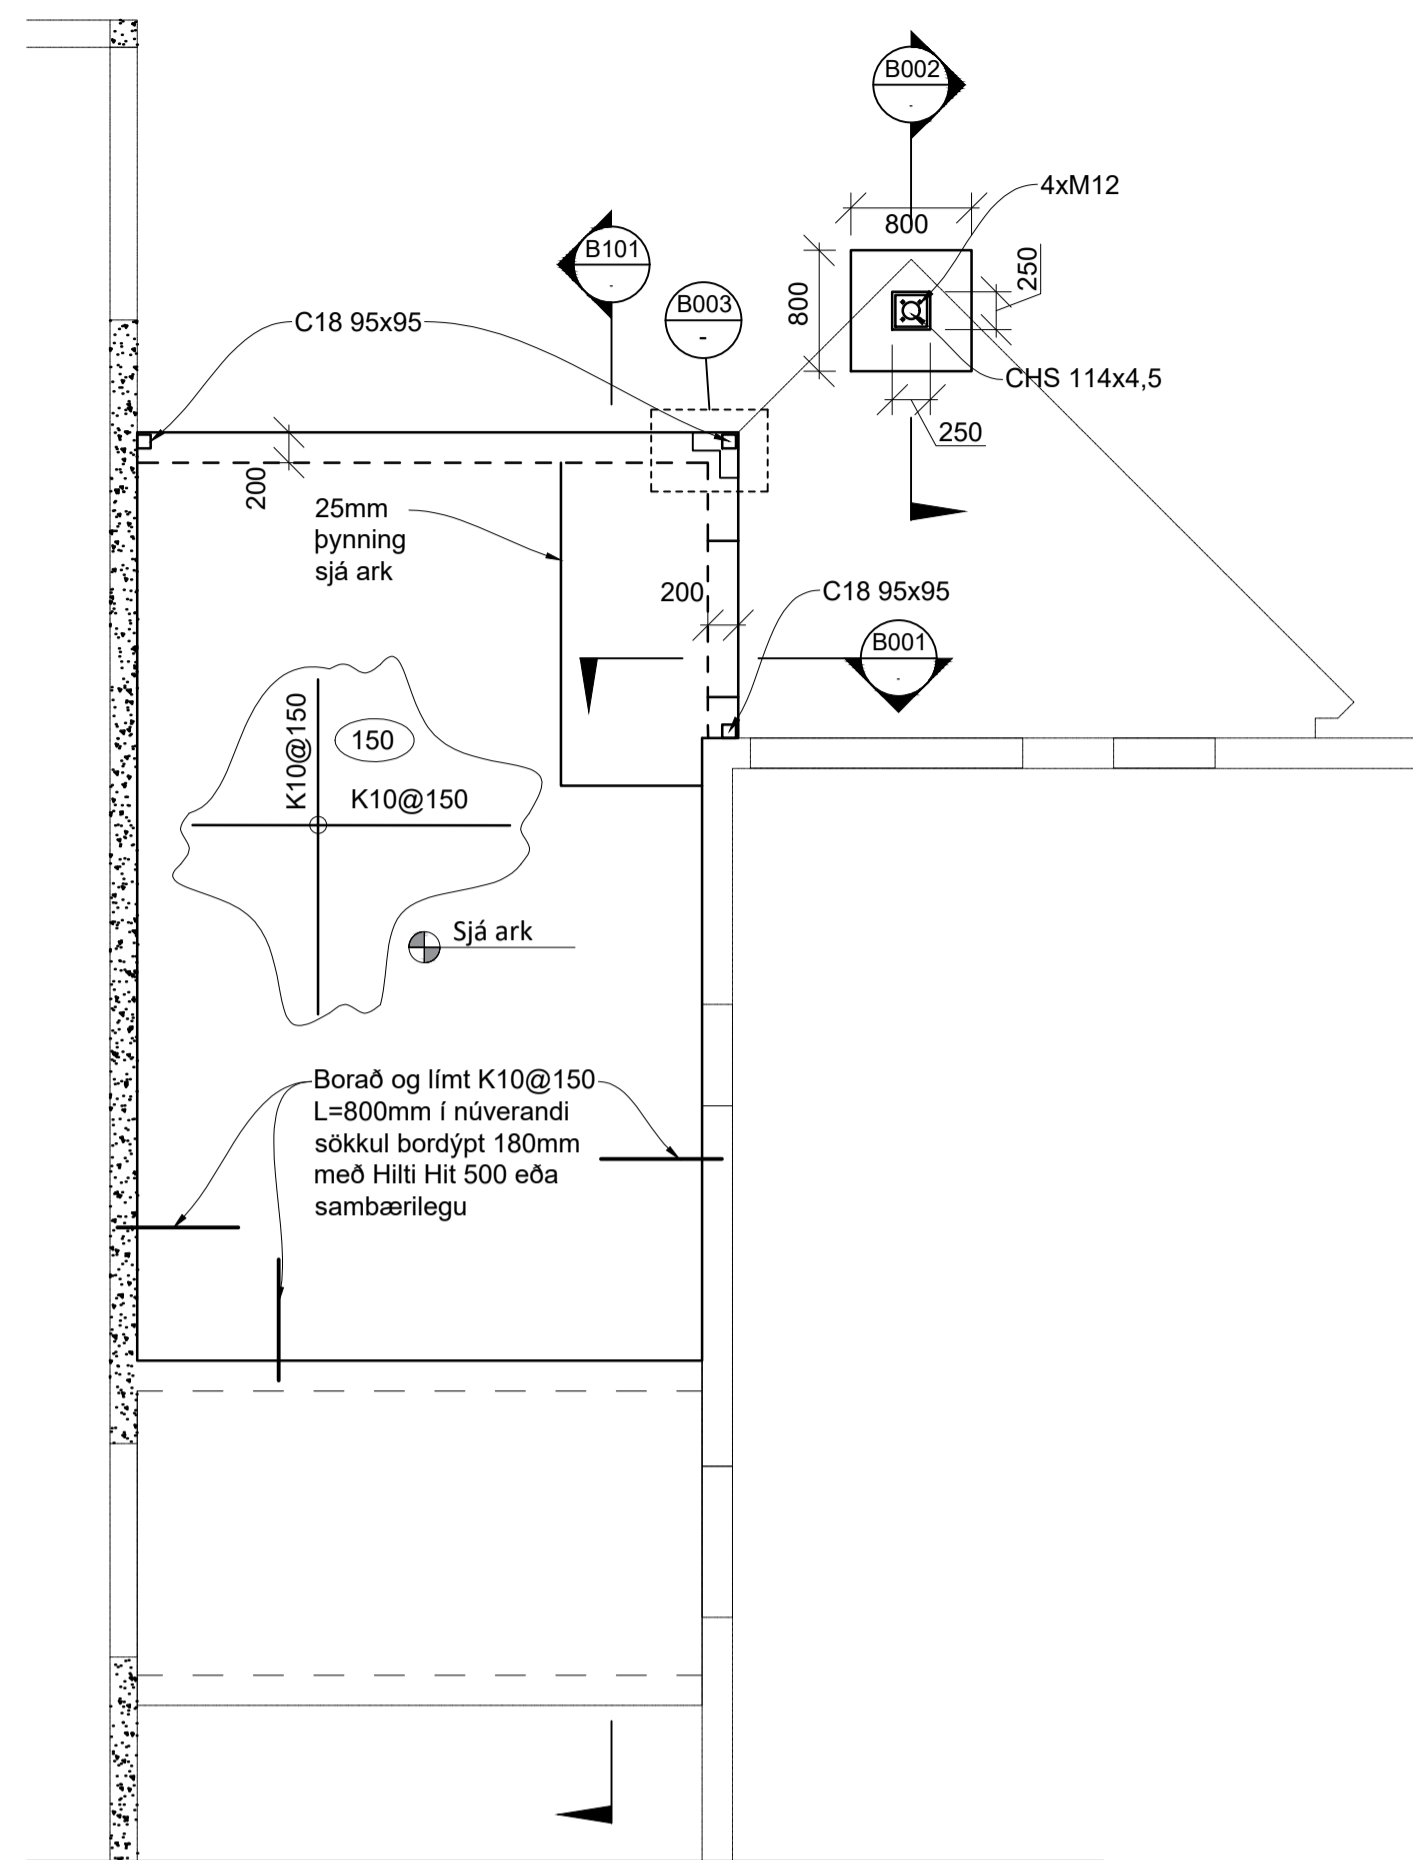 B002
-
4xM12
800
B101
-
250
800
B003
-
C18 95x95
CHS 114x4,5
250
200
25mm
þynning
sjá ark
200
C18 95x95
B001
-
K10@150
150
K10@150
Sjá ark
Borað og límt K10@150
L=800mm í núverandi
sökkul bordýpt 180mm
með Hilti Hit 500 eða
sambærilegu